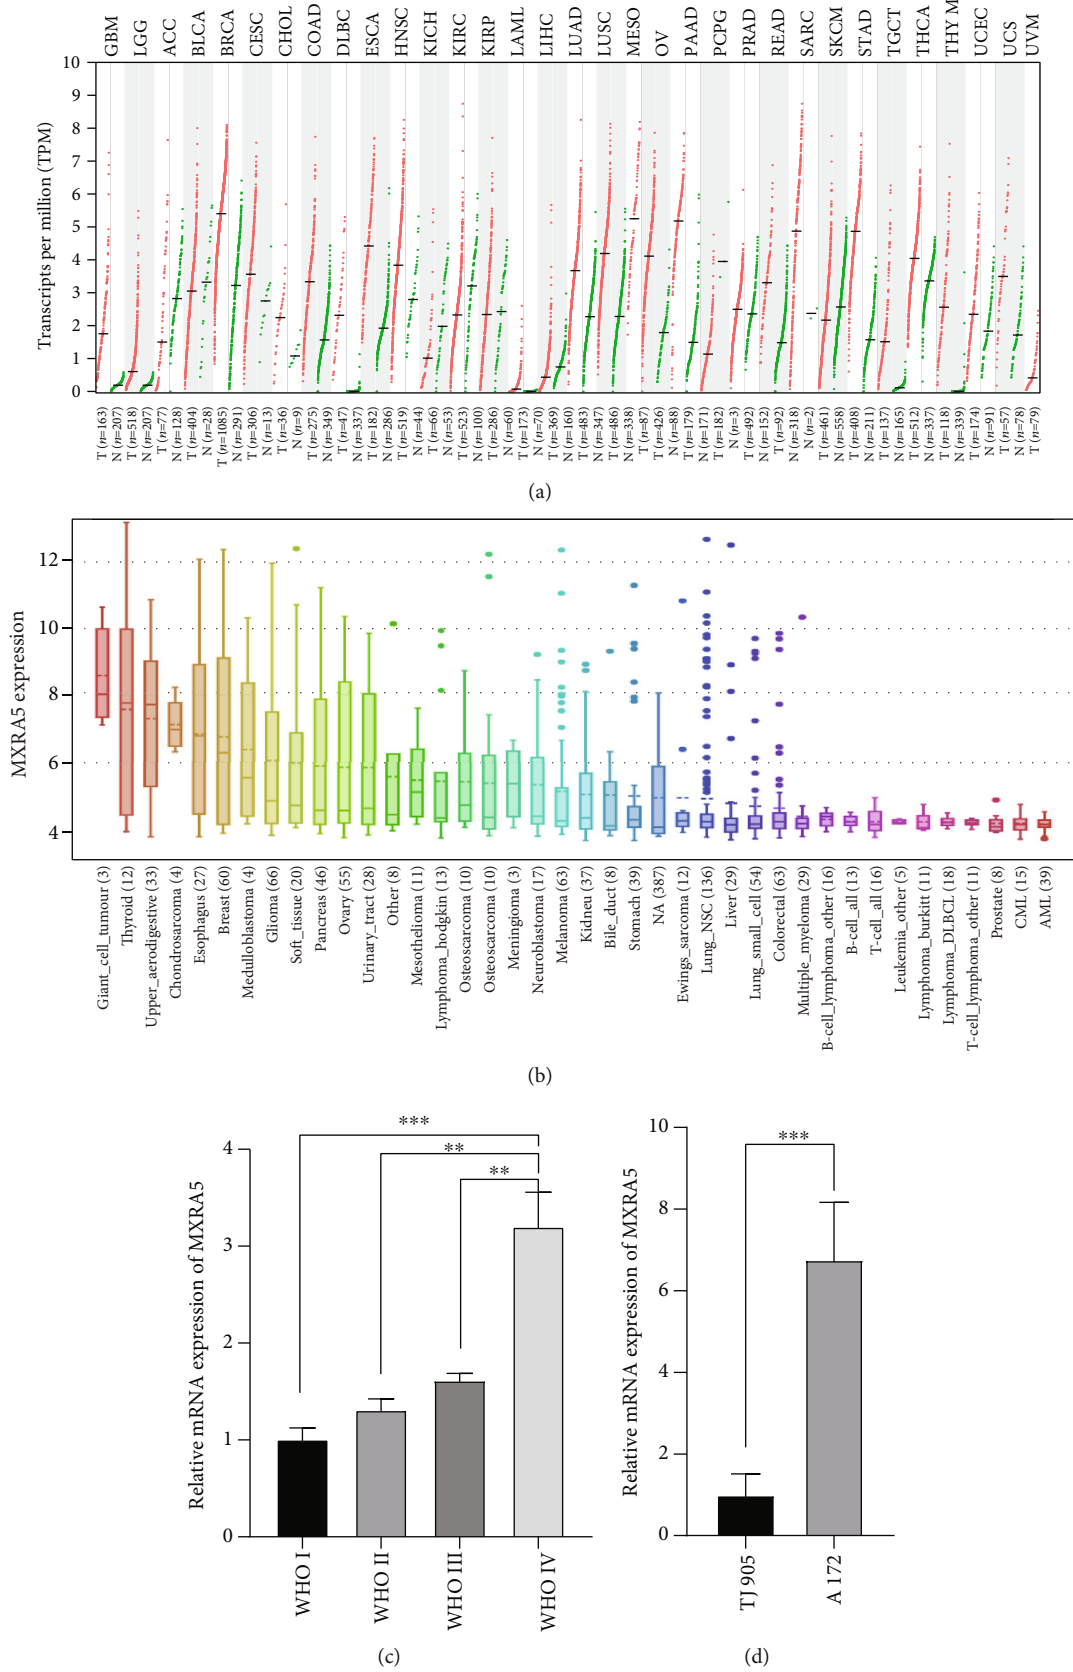 GBM LGG ACC BLCA BRCA CESC CHOL COAD DLBC ESCA HNSC KICH KIRC KIRP LAML LIHC LUAD LUSC MESO OV PAAD PCPG PRAD READ SARC SKCM STAD TGCT THCA THY M UCEC UCS UVM
Transcripts per million (TPM)
10
9
8
7
6
5
4
3
2
1
0
T (n=163)
N (n=207)
T (n=518)
N (n=207)
T (n=77)
N (n=128)
T (n=404)
N (n=28)
T (n=1085)
N (n=291)
T (n=306)
N (n=13)
T (n=36)
N (n=9)
T (n=275)
N (n=349)
T (n=47)
N (n=337)
T (n=182)
N (n=286)
T (n=519)
N (n=44)
T (n=66)
N (n=53)
T (n=523)
N (n=100)
T (n=286)
N (n=60)
T (n=173)
N (n=70)
T (n=369)
N (n=160)
T (n=483)
N (n=347)
T (n=486)
N (n=338)
T (n=87)
T (n=426)
N (n=88)
T (n=179)
N (n=171)
T (n=182)
N (n=3)
T (n=492)
N (n=152)
T (n=92)
N (n=318)
N (n=2)
T (n=461)
N (n=558)
T (n=408)
N (n=211)
T (n=137)
N (n=165)
T (n=512)
N (n=337)
T (n=118)
N (n=339)
T (n=174)
N (n=91)
T (n=57)
N (n=78)
T (n=79)
(a)
MXRA5 expression
12
10
8
6
4
Giant_cell_tumour (3)
Thyroid (12)
Upper_aerodigestive (33)
Chondrosarcoma (4)
Esophagus (27)
Breast (60)
Medulloblastoma (4)
Glioma (66)
Soft_tissue (20)
Pancreas (46)
Ovary (55)
Urinary_tract (28)
Other (8)
Mesothelioma (11)
Lymphoma_hodgkin (13)
Osteosarcoma (10)
Osteosarcoma (10)
Meningioma (3)
Neuroblastoma (17)
Melanoma (63)
Kidneu (37)
Bile_duct (8)
Stomach (39)
NA (387)
Ewings_sarcoma (12)
Lung_NSC (136)
Liver (29)
Lung_small_cell (54)
Colorectal (63)
Multiple_myeloma (29)
B-cell_lymphoma_other (16)
B-cell_all (13)
T-cell_all (16)
Leukemia_other (5)
Lymphoma_burkitt (11)
Lymphoma_DLBCL (18)
T-cell_lymphoma_other (11)
Prostate (8)
CML (15)
AML (39)
(b)
Relative mRNA expression of MXRA5
4
3
2
1
0
***
**
**
WHO I
WHO II
WHO III
WHO IV
(c)
Relative mRNA expression of MXRA5
10
8
6
4
2
0
***
TJ 905
A 172
(d)